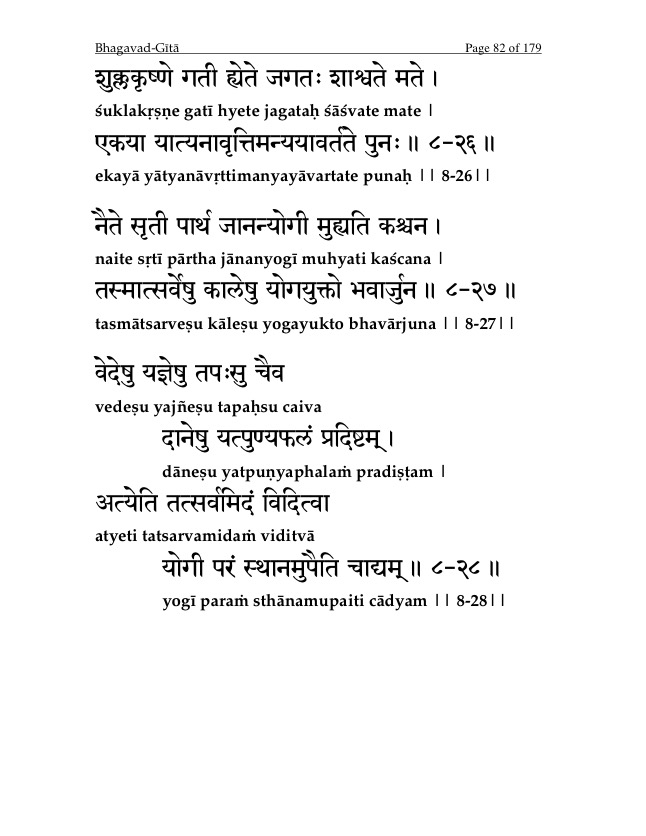 Bhagavad-Gītā Page 82 of 179
शुक्लकृष्णे गती ह्येते जगतः शाश्वते मते ।
śuklakṛṣṇe gatī hyete jagataḥ śāśvate mate |
एकया यात्यनावृत्तिमन्ययावर्तते पुनः ॥ ८-२६ ॥
ekayā yātyanāvṛttimanyayāvartate punaḥ || 8-26||
नैते सृती पार्थ जानन्योगी मुह्यति कश्चन ।
naite sṛtī pārtha jānanyogī muhyati kaścana |
तस्मात्सर्वेषु कालेषु योगयुक्तो भवार्जुन ॥ ८-२७ ॥
tasmātsarveṣu kāleṣu yogayukto bhavārjuna || 8-27||
वेदेषु यज्ञेषु तपःसु चैव
vedeṣu yajñeṣu tapaḥsu caiva
दानेषु यत्पुण्यफलं प्रदिष्टम् ।
dāneṣu yatpuṇyaphalaṁ pradiṣṭam |
अत्येति तत्सर्वमिदं विदित्वा
atyeti tatsarvamidaṁ viditvā
योगी परं स्थानमुपैति चाद्यम् ॥ ८-२८ ॥
yogī paraṁ sthānamupaiti cādyam || 8-28||